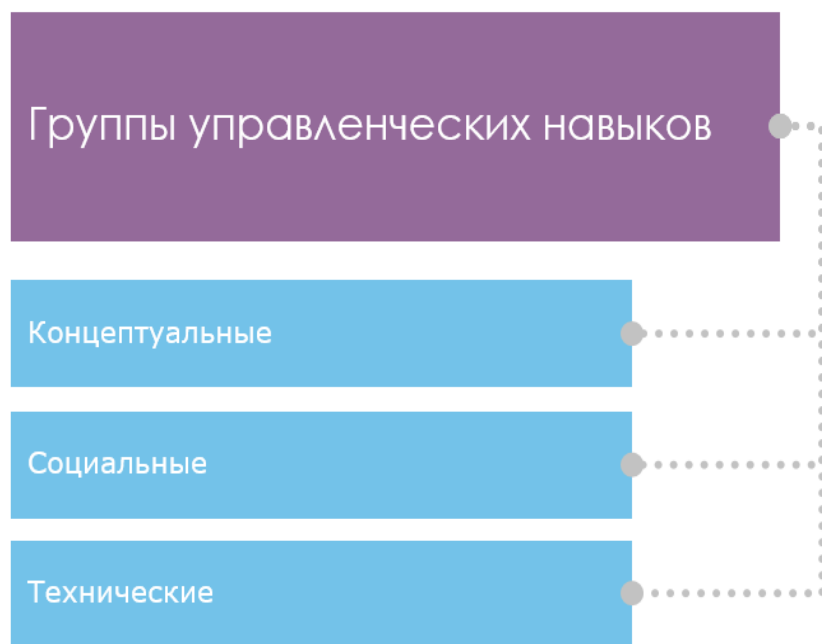 Группы управленческих навыков
Концептуальные
Социальные
Технические